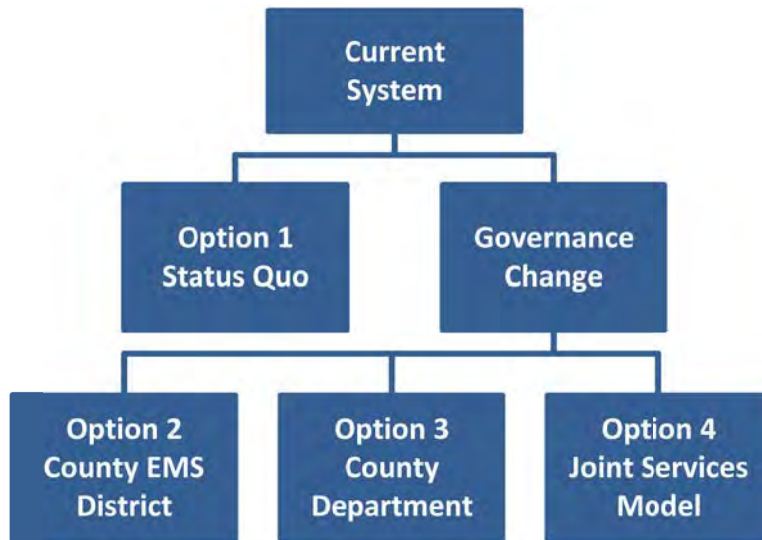 Current
System
Option 1
Status Quo
Governance
Change
Option 2
County EMS
District
Option 3
County
Department
Option 4
Joint Services
Model